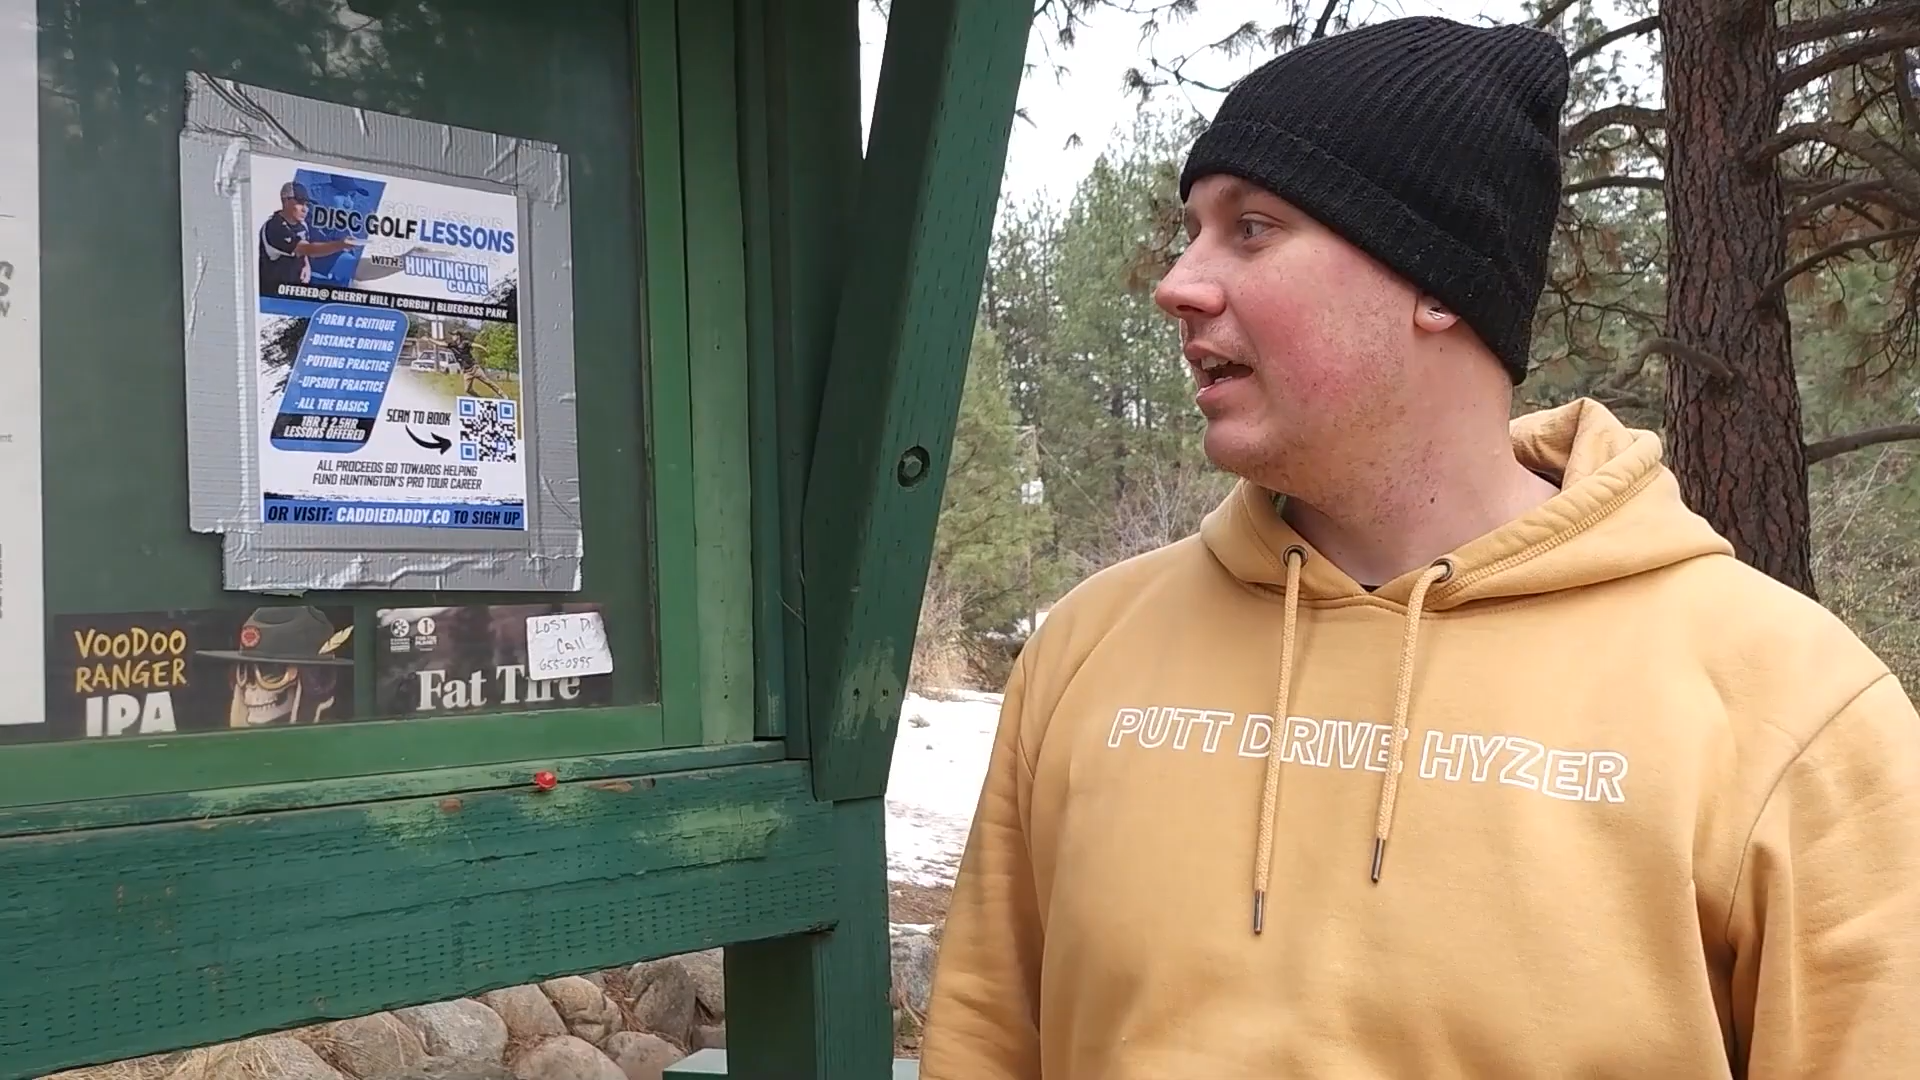 DISC GOLF LESSONS
WITH: HUNTINGTON
COATS
OFFERED@ CHERRY HILL | CORBIN | BLUEGRASS PARK
-FORM & CRITIQUE
-DISTANCE DRIVING
-PUTTING PRACTICE
-UPSHOT PRACTICE
-ALL THE BASICS
1HR & 2.5HR
LESSONS OFFERED
SCAN TO BOOK
ALL PROCEEDS GO TOWARDS HELPING
FUND HUNTINGTON'S PRO TOUR CAREER
OR VISIT: CADDIEDADDY.CO TO SIGN UP
VOODOO
RANGER
IPA
Fat Tire
LOST D
Call
655-0895
PUTT DRIVE HYZER